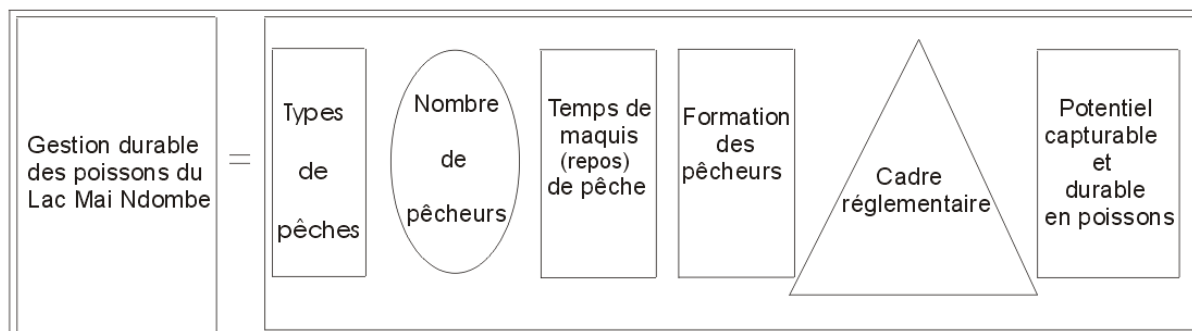 Gestion durable
des poissons du
Lac Mai Ndombe
=
Types
de
pêches
Nombre
de
pêcheurs
Temps de
maquis
(repos)
de pêche
Formation
des
pêcheurs
Cadre
réglementaire
Potentiel
capturable
et
durable
en poissons